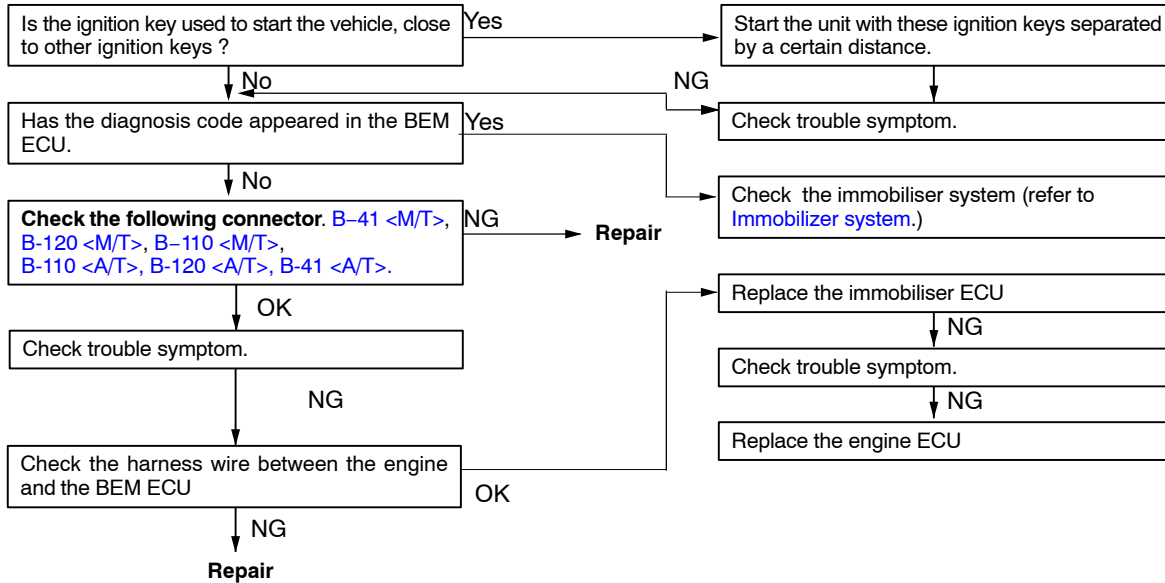 Is the ignition key used to start the vehicle, close
to other ignition keys ?
Yes
Start the unit with these ignition keys separated
by a certain distance.
No
NG
Has the diagnosis code appeared in the BEM
ECU.
Yes
Check trouble symptom.
No
Check the following connector. B–41 <M/T>,
B-120 <M/T>, B–110 <M/T>,
B-110 <A/T>, B-120 <A/T>, B-41 <A/T>.
NG
Repair
Check the immobiliser system (refer to
Immobilizer system.)
OK
Replace the immobiliser ECU
NG
Check trouble symptom.
Check trouble symptom.
NG
NG
Replace the engine ECU
Check the harness wire between the engine
and the BEM ECU
OK
NG
Repair